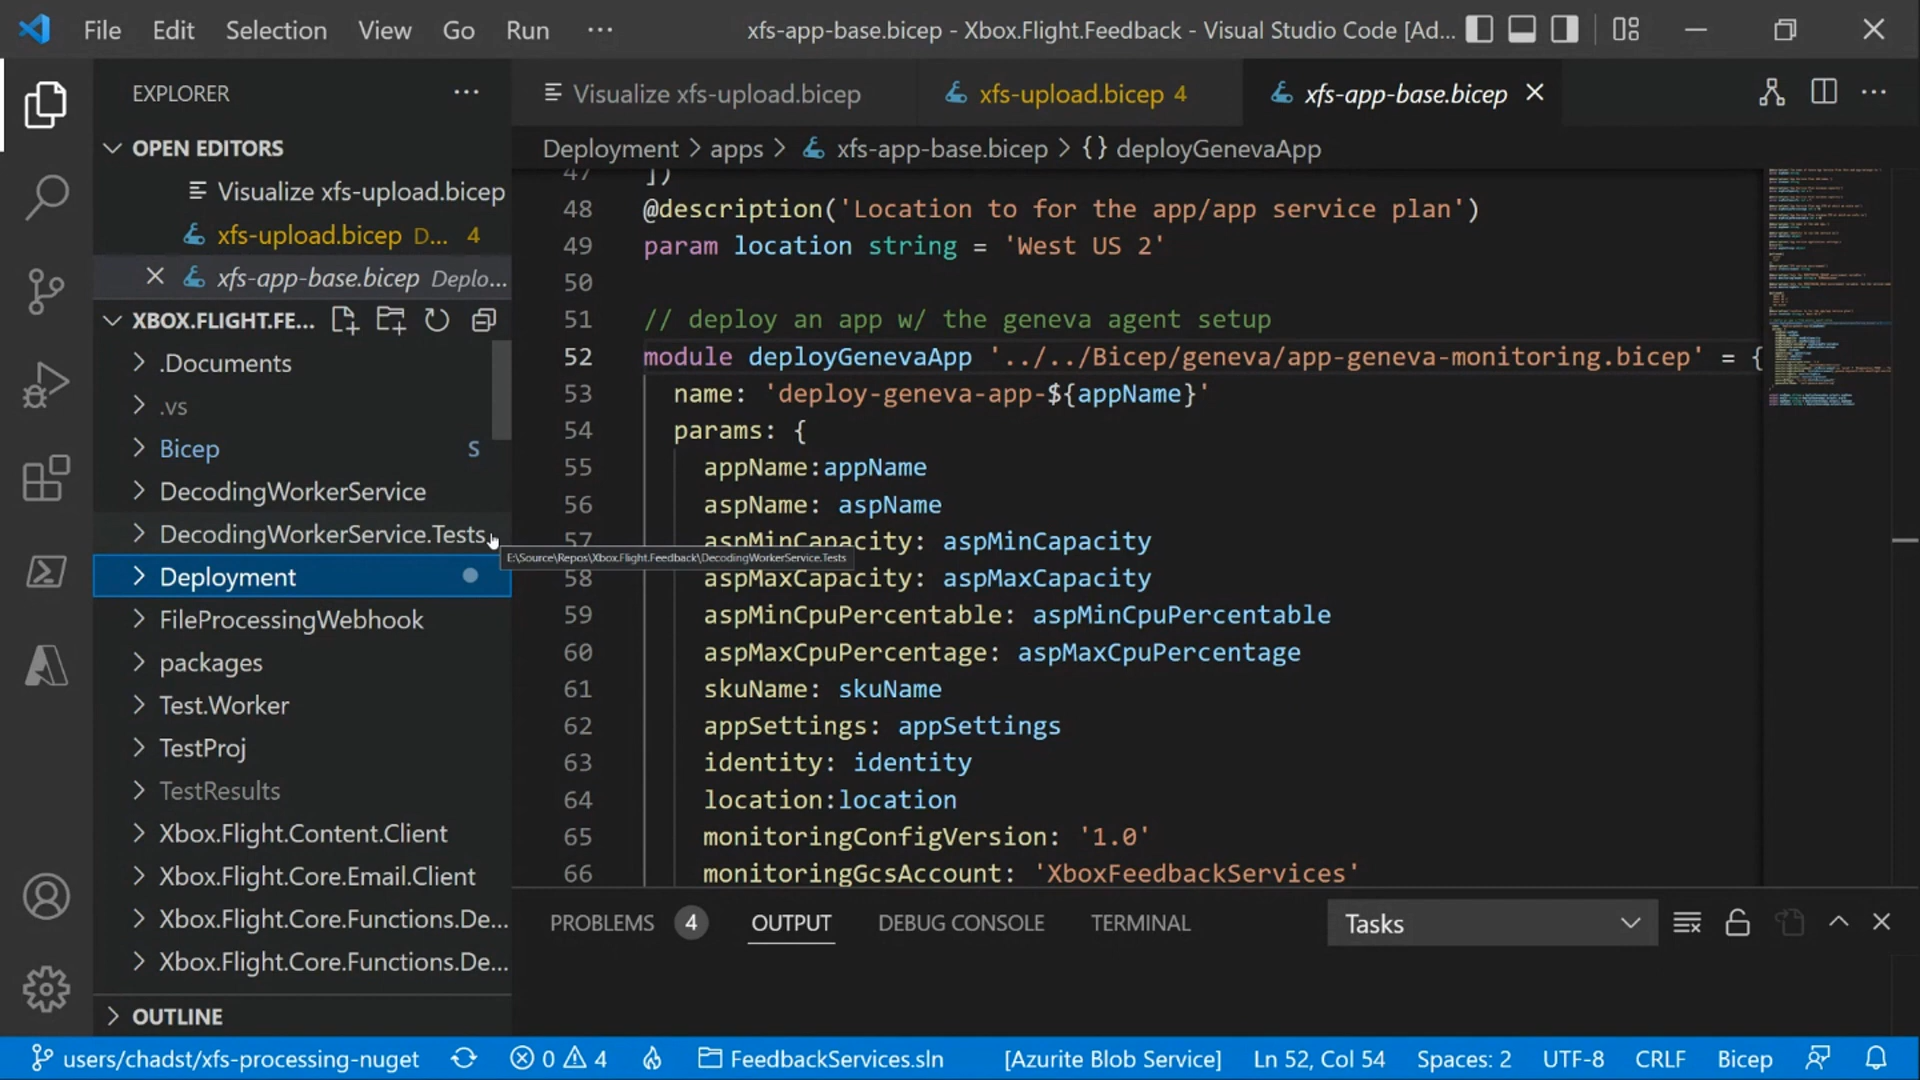 File Edit Selection View Go Run ···
xfs-app-base.bicep - Xbox.Flight.Feedback - Visual Studio Code [Ad...
EXPLORER ···
OPEN EDITORS
Visualize xfs-upload.bicep
xfs-upload.bicep D... 4
xfs-app-base.bicep Deplo...
XBOX.FLIGHT.FE...
.Documents
.vs
Bicep S
DecodingWorkerService
DecodingWorkerService.Tests
Deployment
FileProcessingWebhook
packages
Test.Worker
TestProj
TestResults
Xbox.Flight.Content.Client
Xbox.Flight.Core.Email.Client
Xbox.Flight.Core.Functions.De...
Xbox.Flight.Core.Functions.De...
OUTLINE
Visualize xfs-upload.bicep
xfs-upload.bicep 4
xfs-app-base.bicep
Deployment > apps > xfs-app-base.bicep > {} deployGenevaApp
47 ])
48 @description('Location to for the app/app service plan')
49 param location string = 'West US 2'
50
51 // deploy an app w/ the geneva agent setup
52 module deployGenevaApp '../../Bicep/geneva/app-geneva-monitoring.bicep' = {
53 name: 'deploy-geneva-app-${appName}'
54 params: {
55 appName:appName
56 aspName: aspName
57 aspMinCapacity: aspMinCapacity
E:\Source\Repos\Xbox.Flight.Feedback\DecodingWorkerService.Tests
58 aspMaxCapacity: aspMaxCapacity
59 aspMinCpuPercentable: aspMinCpuPercentable
60 aspMaxCpuPercentage: aspMaxCpuPercentage
61 skuName: skuName
62 appSettings: appSettings
63 identity: identity
64 location:location
65 monitoringConfigVersion: '1.0'
66 monitoringGcsAccount: 'XboxFeedbackServices'
PROBLEMS 4 OUTPUT DEBUG CONSOLE TERMINAL Tasks
users/chadst/xfs-processing-nuget 0 4 FeedbackServices.sln [Azurite Blob Service] Ln 52, Col 54 Spaces: 2 UTF-8 CRLF Bicep